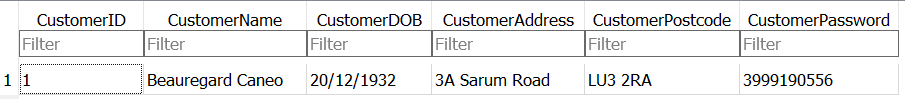 CustomerID CustomerName CustomerDOB CustomerAddress CustomerPostcode CustomerPassword
Filter Filter Filter Filter Filter Filter
1 1 Beauregard Caneo 20/12/1932 3A Sarum Road LU3 2RA 3999190556